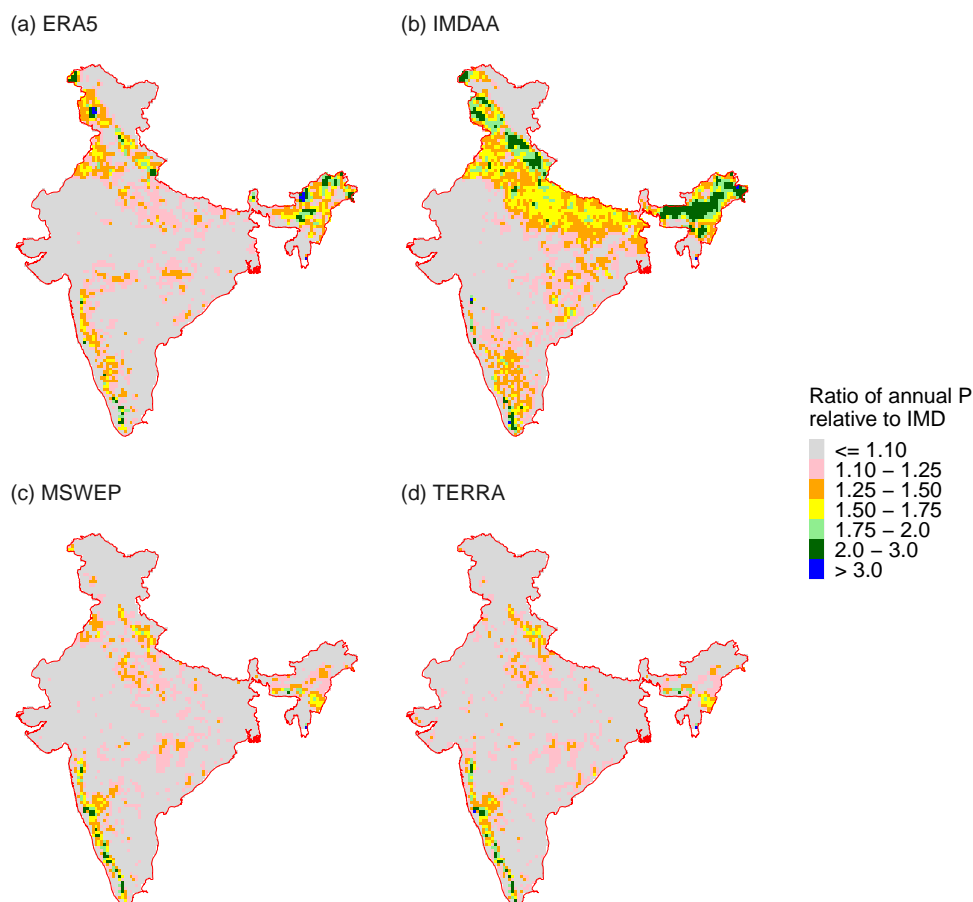 (a) ERA5
(b) IMDAA
Ratio of annual P
relative to IMD
<= 1.10
1.10 − 1.25
1.25 − 1.50
1.50 − 1.75
1.75 − 2.0
2.0 − 3.0
> 3.0
(c) MSWEP
(d) TERRA